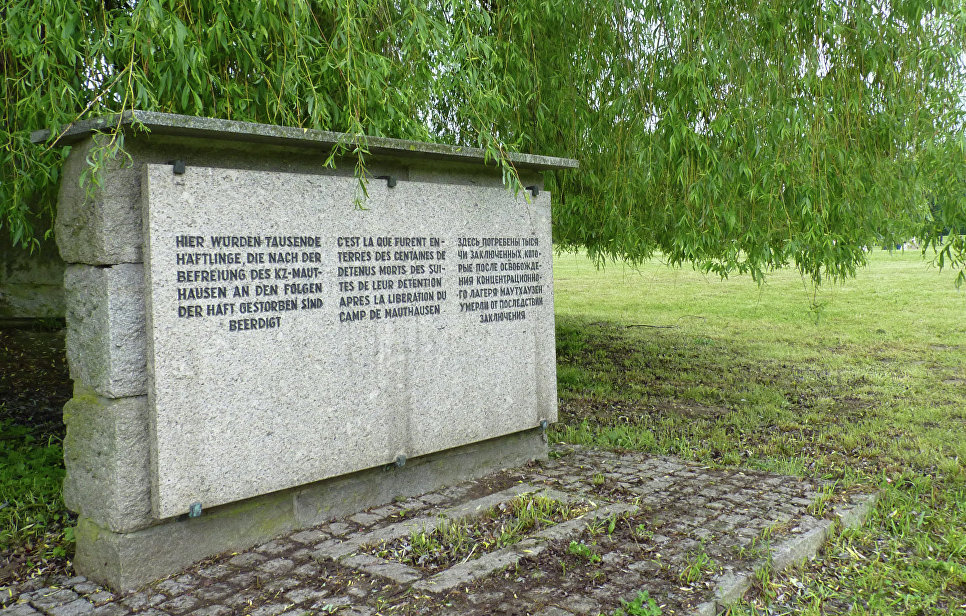 HIER WURDEN TAUSENDE
HÄFTLINGE, DIE NACH DER
BEFREIUNG DES KZ-MAUT-
HAUSEN AN DEN FOLGEN
DER HAFT GESTORBEN SIND
BEERDIGT
C'EST LA QUE FURENT EN-
TERRES DES CENTAINES DE
DETENUS MORTS DES SUI-
TES DE LEUR DETENTION
APRES LA LIBERATION DU
CAMP DE MAUTHAUSEN
ЗДЕСЬ ПОГРЕБЕНЫ ТЫСЯ
ЧИ ЗАКЛЮЧЕННЫХ, КОТО-
РЫЕ ПОСЛЕ ОСВОБОЖДЕ-
НИЯ КОНЦЕНТРАЦИОННО-
ГО ЛАГЕРЯ МАУТХАУЗЕН
УМЕРЛИ ОТ ПОСЛЕДСТВИЙ
ЗАКЛЮЧЕНИЯ